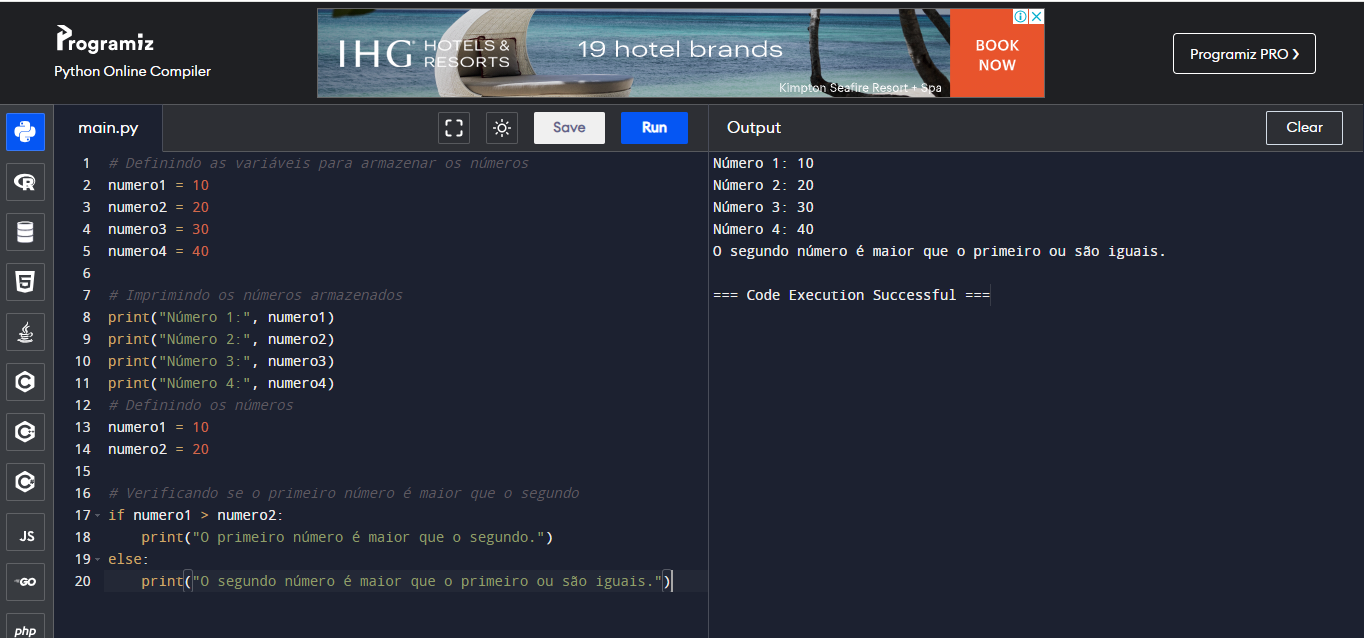 Programiz
Python Online Compiler
IHG HOTELS & RESORTS
19 hotel brands
Kimpton Seafire Resort + Spa
BOOK NOW
Programiz PRO ❯
main.py
Save
Run
Output
Clear
1 # Definindo as variáveis para armazenar os números
2 numero1 = 10
3 numero2 = 20
4 numero3 = 30
5 numero4 = 40
6
7 # Imprimindo os números armazenados
8 print("Número 1:", numero1)
9 print("Número 2:", numero2)
10 print("Número 3:", numero3)
11 print("Número 4:", numero4)
12 # Definindo os números
13 numero1 = 10
14 numero2 = 20
15
16 # Verificando se o primeiro número é maior que o segundo
17 if numero1 > numero2:
18     print("O primeiro número é maior que o segundo.")
19 else:
20     print("O segundo número é maior que o primeiro ou são iguais.")
Número 1: 10
Número 2: 20
Número 3: 30
Número 4: 40
O segundo número é maior que o primeiro ou são iguais.
=== Code Execution Successful ===
R
5
C
C
C
JS
GO
php